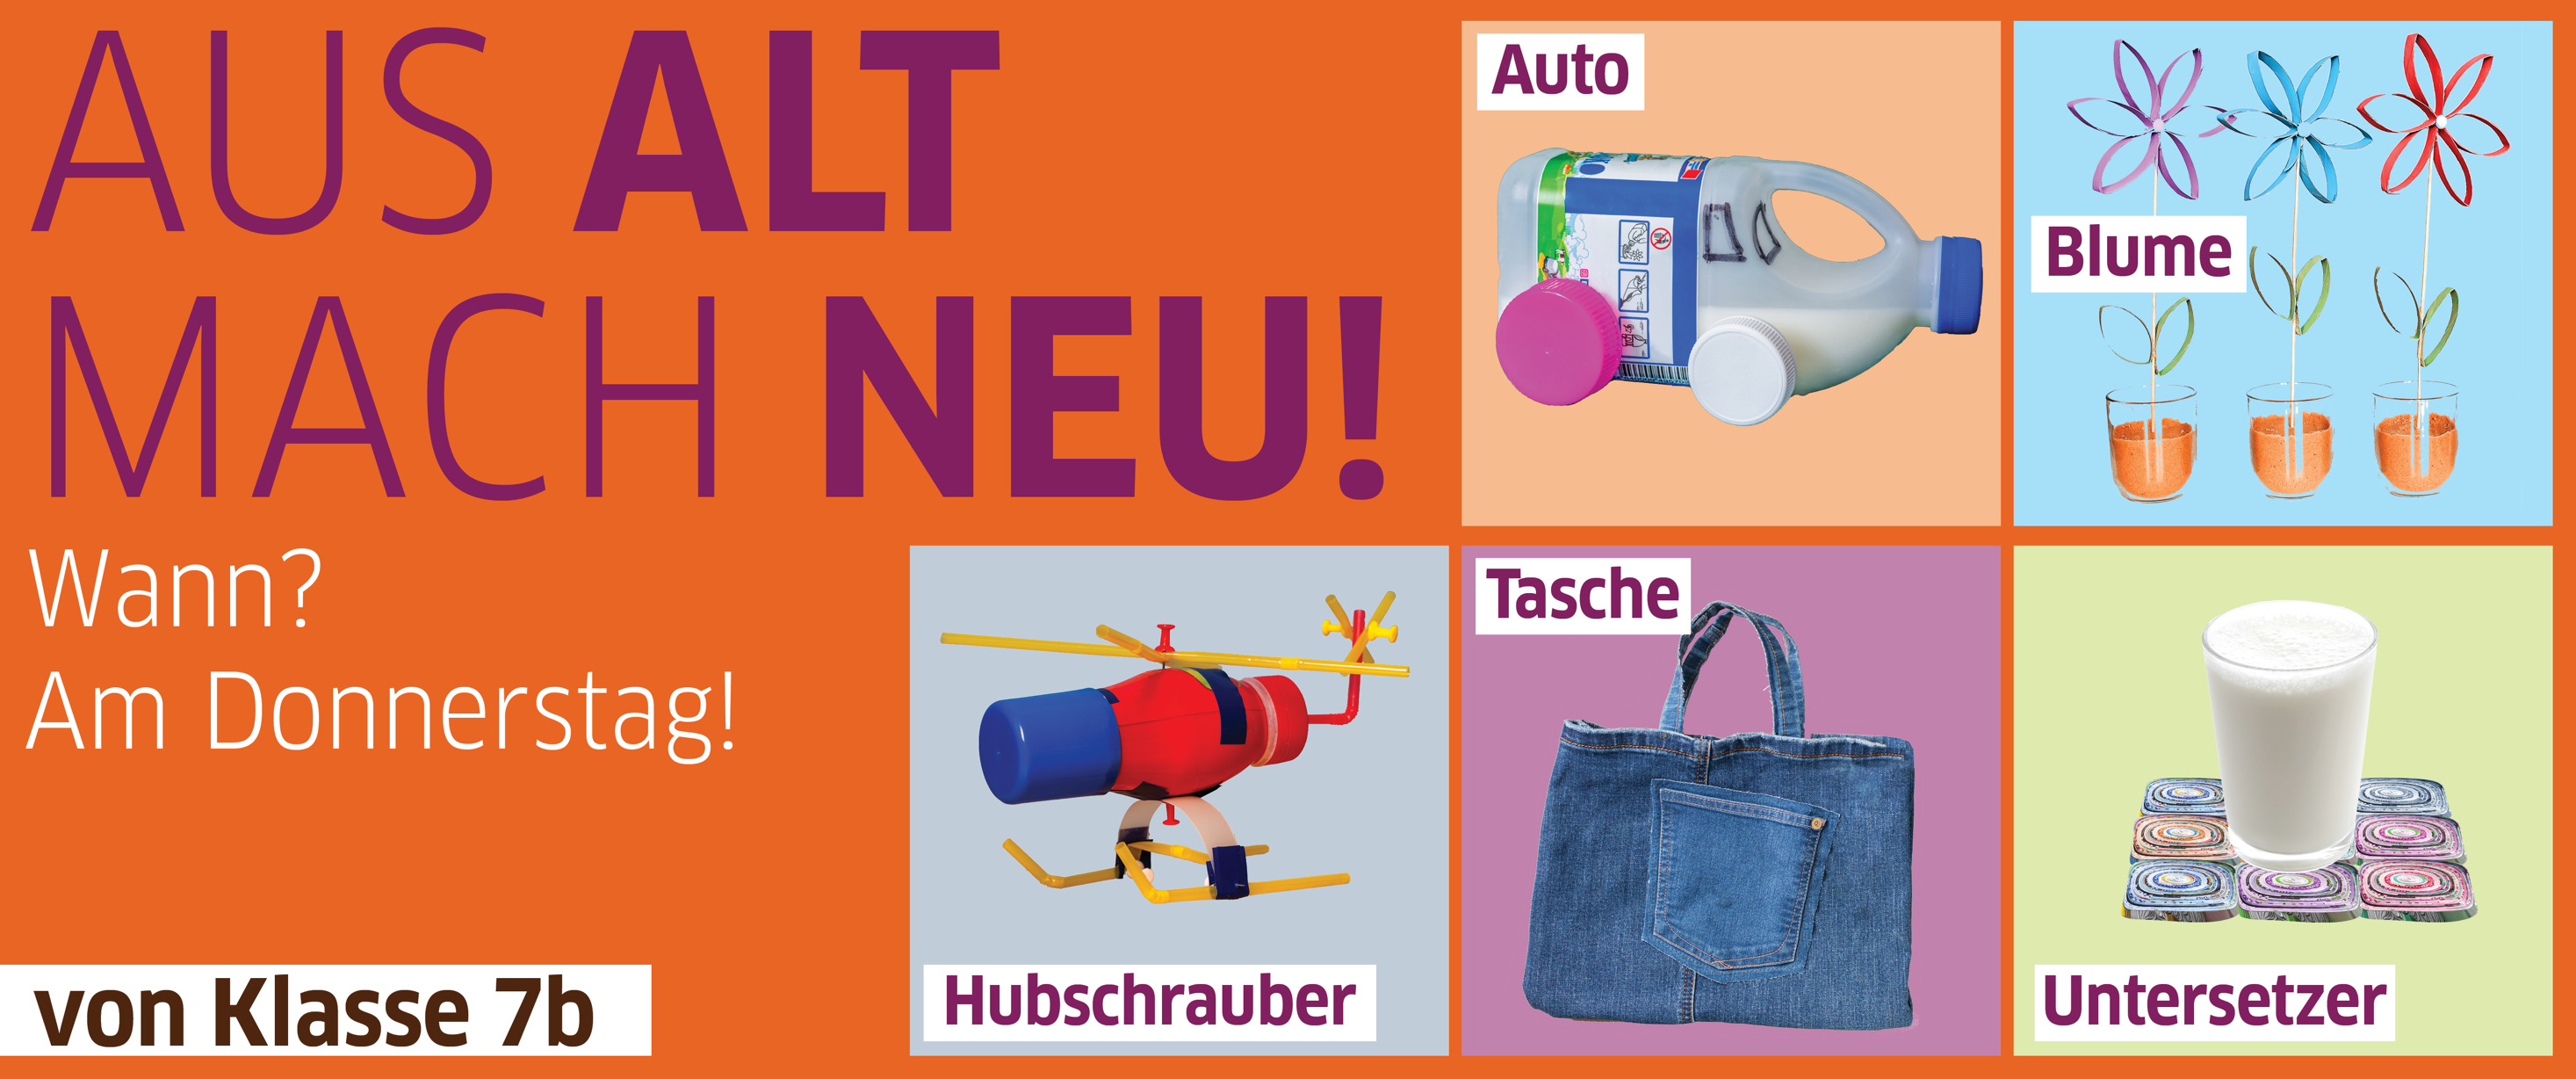 AUS ALT
MACH NEU!
Wann?
Am Donnerstag!
von Klasse 7b
Auto
Blume
Hubschrauber
Tasche
Untersetzer